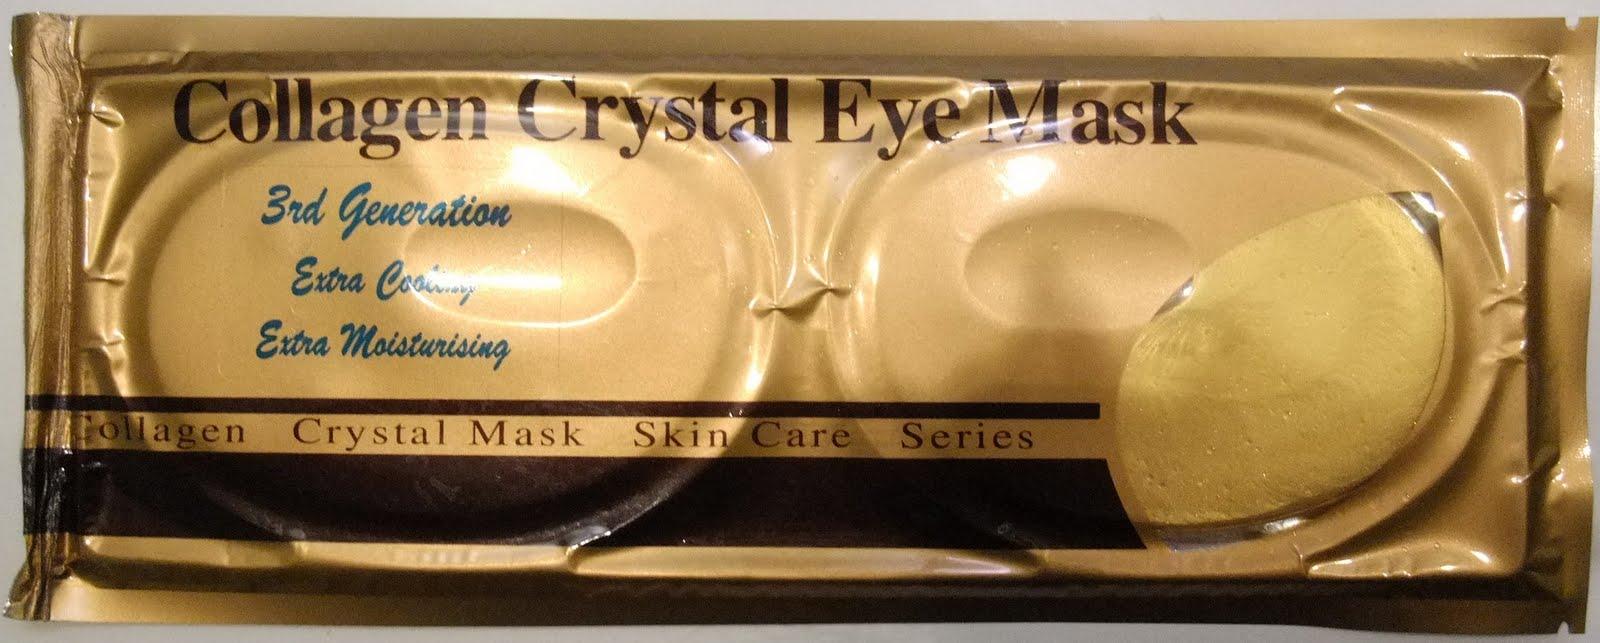 Collagen Crystal Eye Mask
3rd Generation
Extra Cooling
Extra Moisturising
Collagen Crystal Mask Skin Care Series